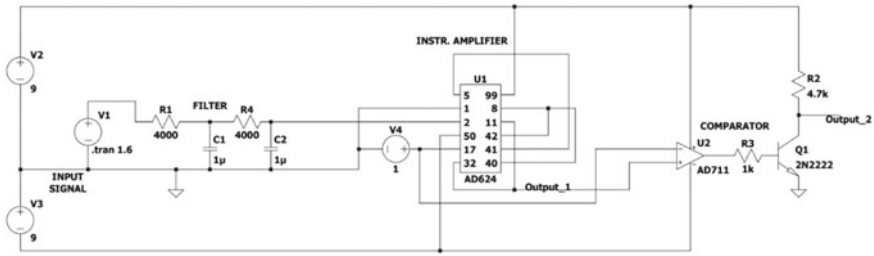 INSTR. AMPLIFIER
V2
9
V1
.tran 1.6
INPUT
SIGNAL
V3
9
R1
4000
FILTER
R4
4000
C1
1µ
C2
1µ
V4
1
U1
5 99
1 8
2 11
50 42
17 41
32 40
AD624
Output_1
COMPARATOR
U2
AD711
R3
1k
R2
4.7k
Output_2
Q1
2N2222